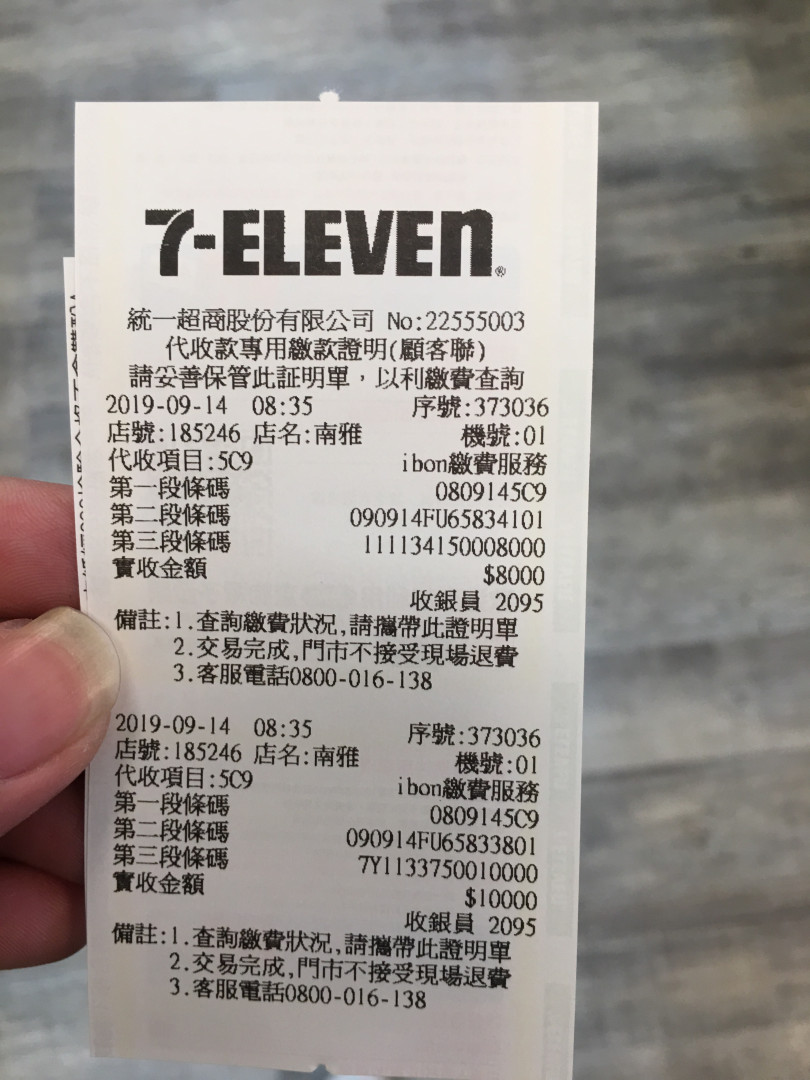 7-ELEVEN®
統一超商股份有限公司 No:22555003
代收款專用繳款證明(顧客聯)
請妥善保管此証明單,以利繳費查詢
2019-09-14 08:35 序號:373036
店號:185246 店名:南雅 機號:01
代收項目:5C9 ibon繳費服務
第一段條碼 0809145C9
第二段條碼 090914FU65834101
第三段條碼 111134150008000
實收金額 $8000
收銀員 2095
備註:1.查詢繳費狀況,請攜帶此證明單
2.交易完成,門市不接受現場退費
3.客服電話0800-016-138
2019-09-14 08:35 序號:373036
店號:185246 店名:南雅 機號:01
代收項目:5C9 ibon繳費服務
第一段條碼 0809145C9
第二段條碼 090914FU65833801
第三段條碼 7Y1133750010000
實收金額 $10000
收銀員 2095
備註:1.查詢繳費狀況,請攜帶此證明單
2.交易完成,門市不接受現場退費
3.客服電話0800-016-138